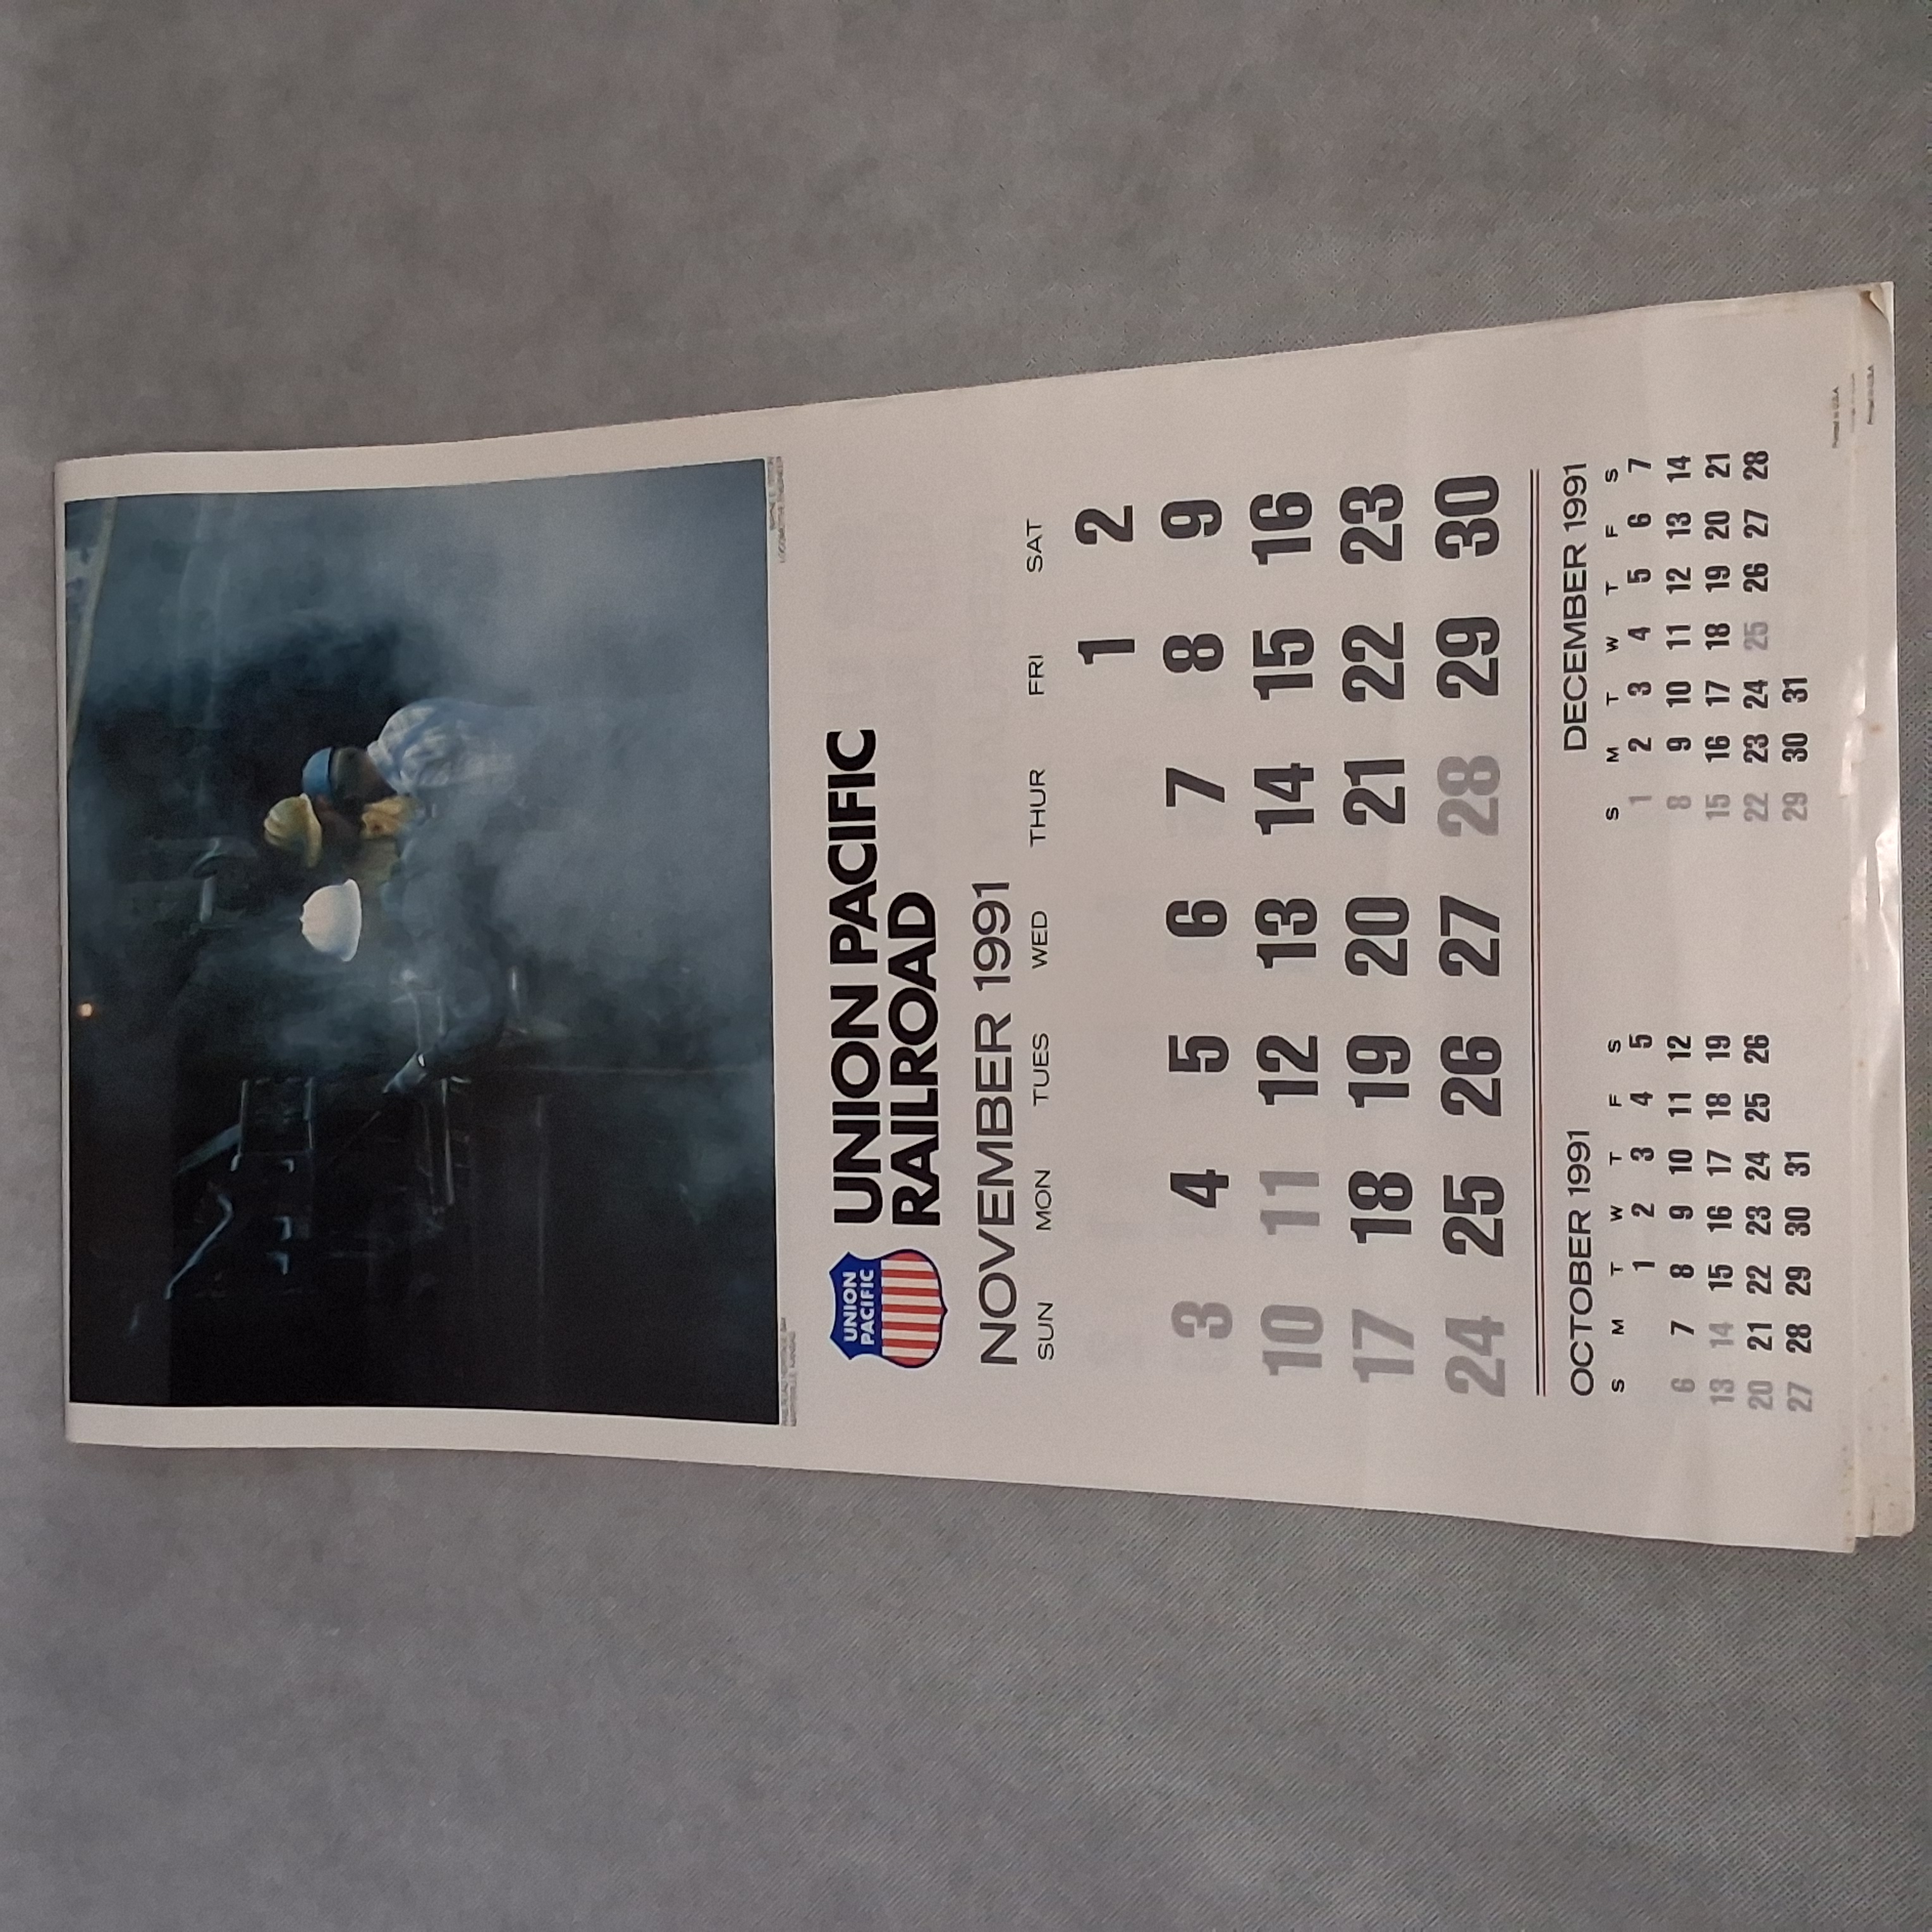 UNION
PACIFIC
UNION PACIFIC
RAILROAD
NOVEMBER 1991
SUN MON TUES WED THUR FRI SAT
1 2
3 4 5 6 7 8 9
10 11 12 13 14 15 16
17 18 19 20 21 22 23
24 25 26 27 28 29 30
OCTOBER 1991
S M T W T F S
1 2 3 4 5
6 7 8 9 10 11 12
13 14 15 16 17 18 19
20 21 22 23 24 25 26
27 28 29 30 31
DECEMBER 1991
S M T W T F S
1 2 3 4 5 6 7
8 9 10 11 12 13 14
15 16 17 18 19 20 21
22 23 24 25 26 27 28
29 30 31
Printed in U.S.A.
Printed in U.S.A.